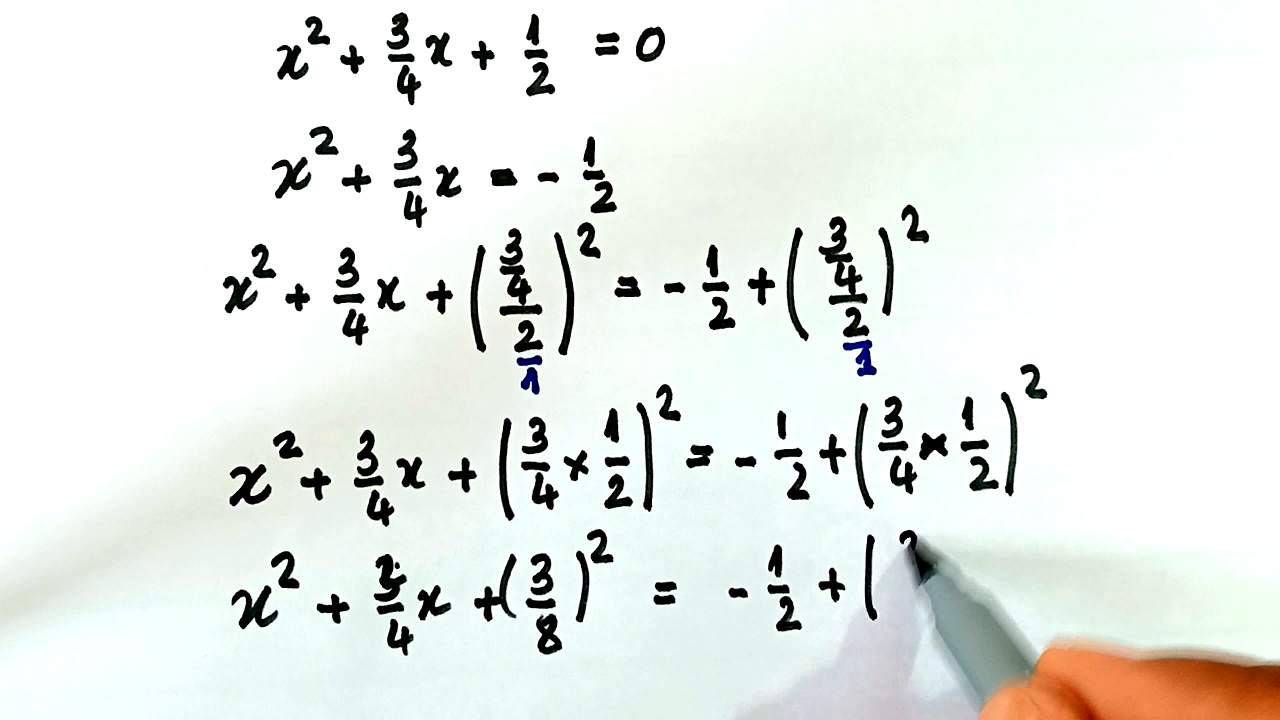 x² + 3/4 x + 1/2 = 0
x² + 3/4 x = - 1/2
x² + 3/4 x + ((3/4)/(2/1))² = - 1/2 + ((3/4)/(2/1))²
x² + 3/4 x + (3/4 × 1/2)² = - 1/2 + (3/4 × 1/2)²
x² + 3/4 x + (3/8)² = - 1/2 + (